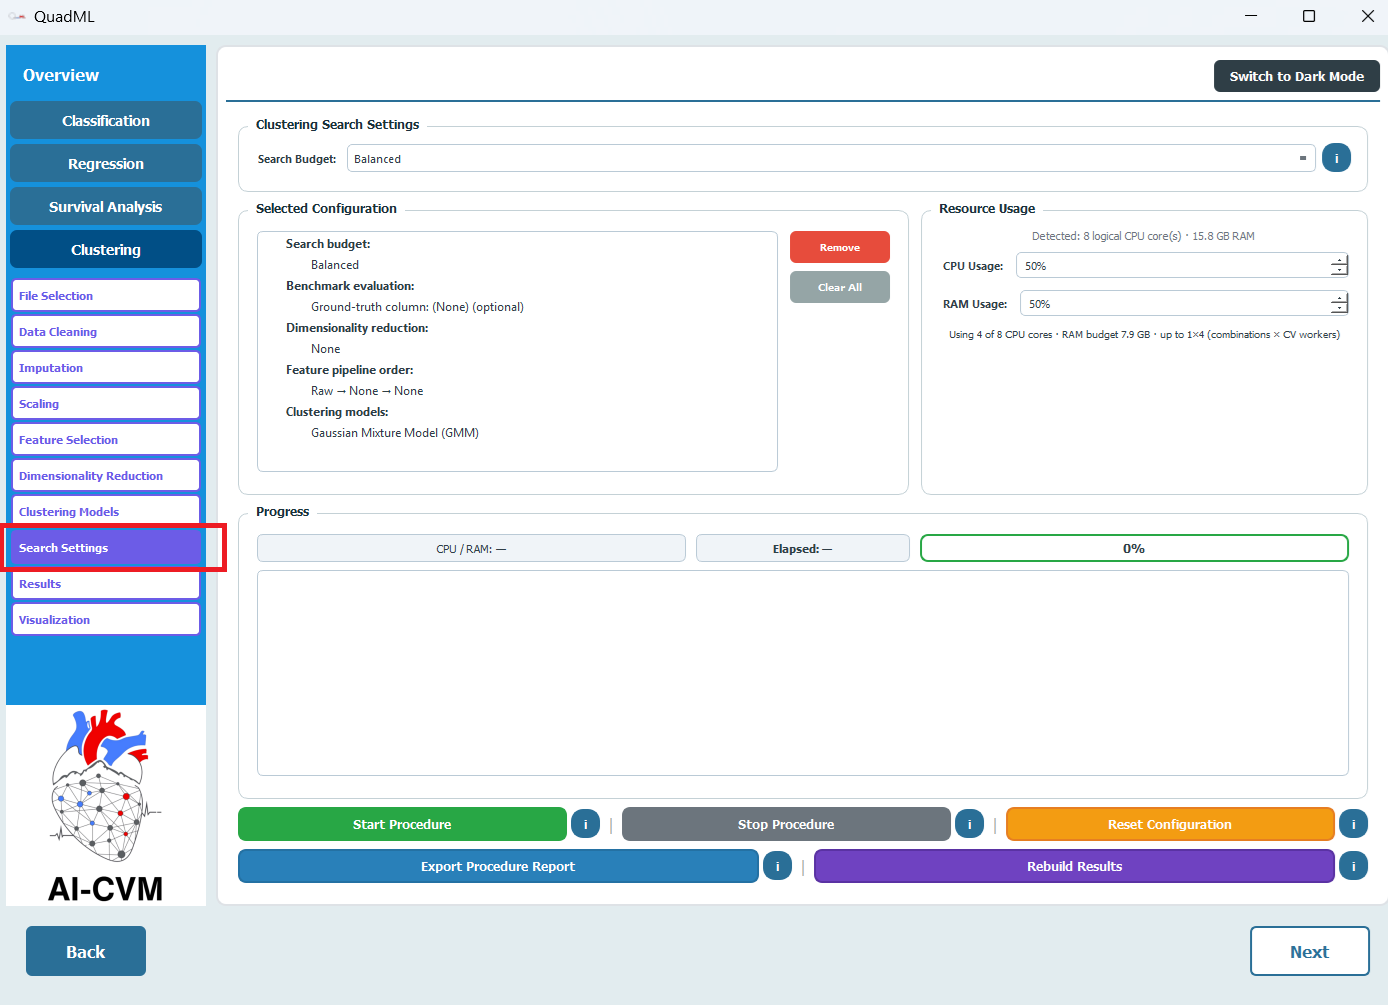 QuadML
Overview
Classification
Regression
Survival Analysis
Clustering
File Selection
Data Cleaning
Imputation
Scaling
Feature Selection
Dimensionality Reduction
Clustering Models
Search Settings
Results
Visualization
AI-CVM
Switch to Dark Mode
Clustering Search Settings
Search Budget: Balanced i
Selected Configuration
Search budget:
Balanced
Benchmark evaluation:
Ground-truth column: (None) (optional)
Dimensionality reduction:
None
Feature pipeline order:
Raw → None → None
Clustering models:
Gaussian Mixture Model (GMM)
Remove
Clear All
Resource Usage
Detected: 8 logical CPU core(s) · 15.8 GB RAM
CPU Usage: 50%
RAM Usage: 50%
Using 4 of 8 CPU cores · RAM budget 7.9 GB · up to 1×4 (combinations × CV workers)
Progress
CPU / RAM: — Elapsed: — 0%
Start Procedure i | Stop Procedure i | Reset Configuration i
Export Procedure Report i | Rebuild Results i
Back Next